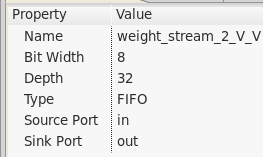 Property Value
Name weight_stream_2_V_V
Bit Width 8
Depth 32
Type FIFO
Source Port in
Sink Port out